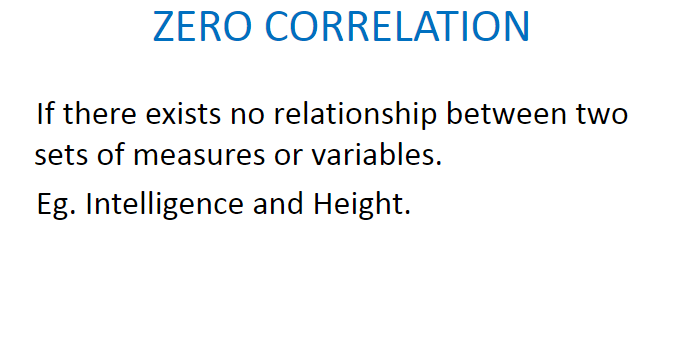 ZERO CORRELATION
If there exists no relationship between two
sets of measures or variables.
Eg. Intelligence and Height.